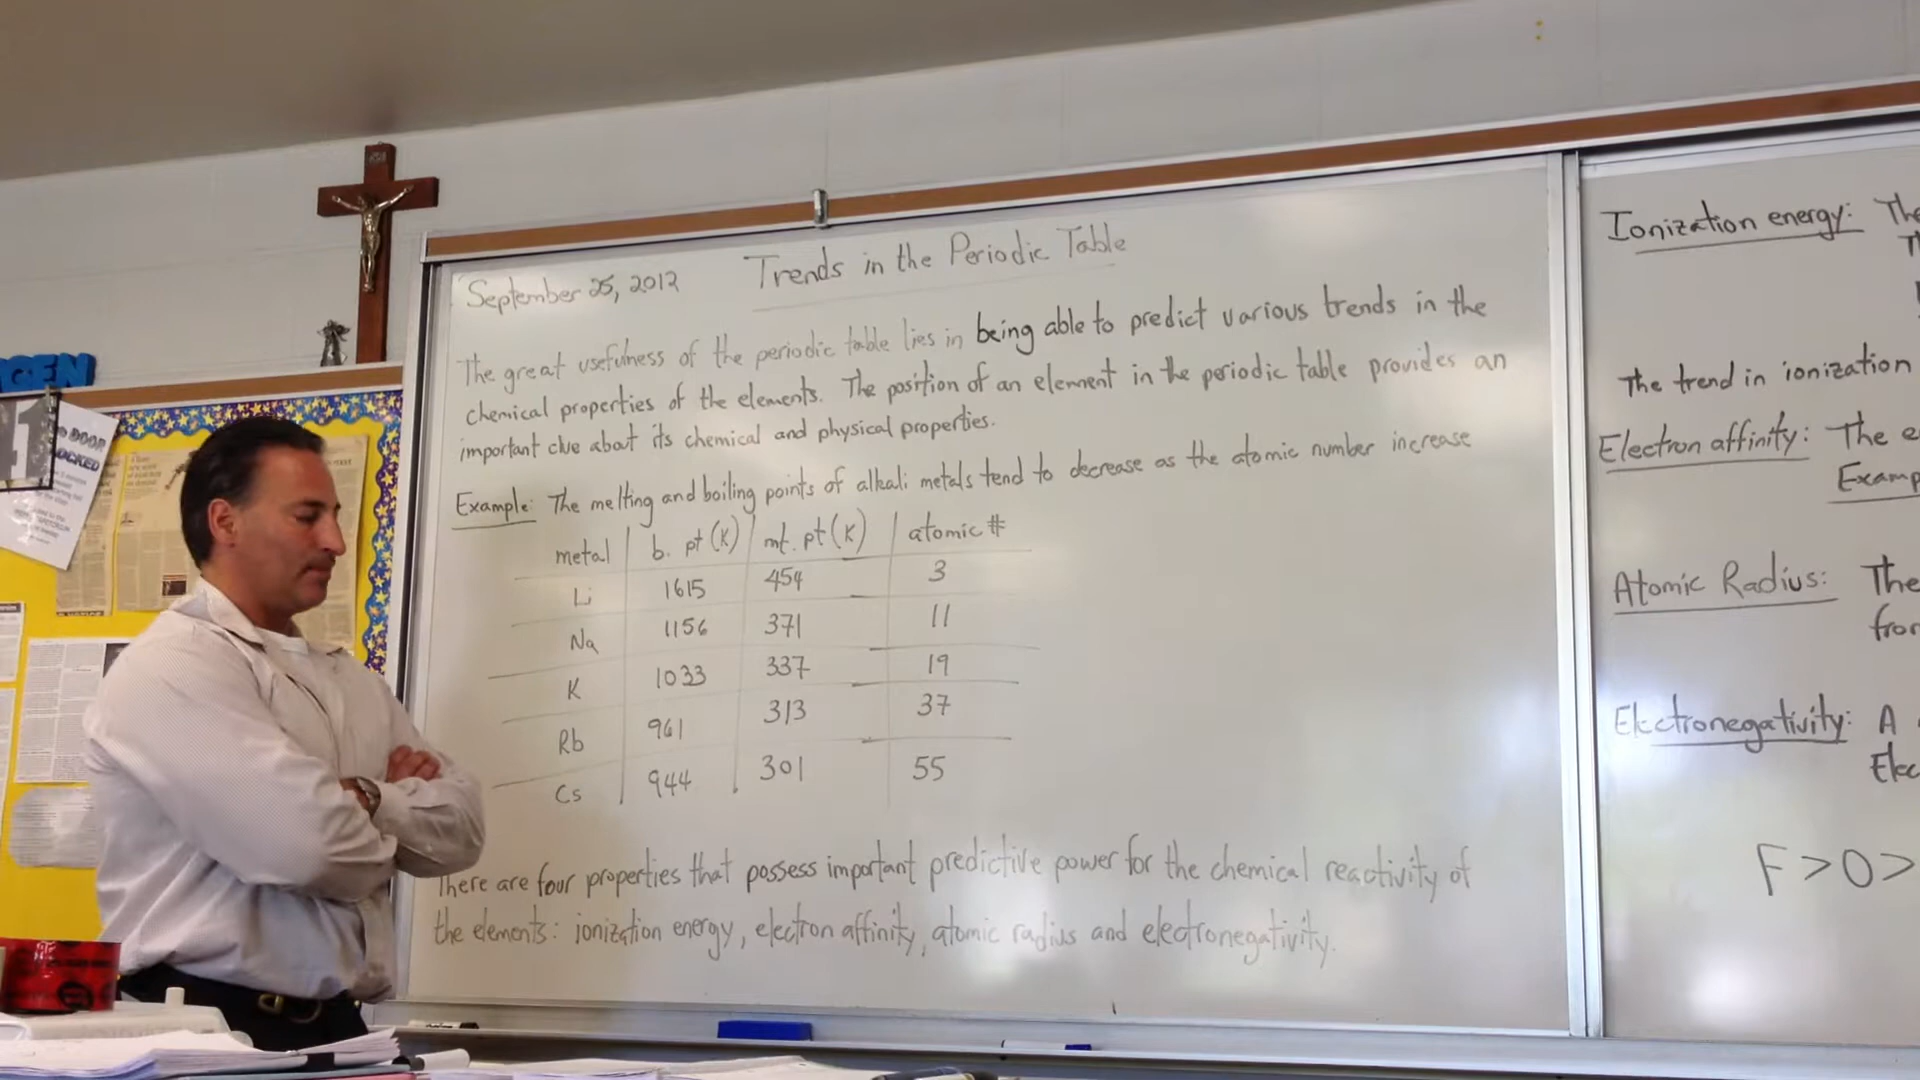 September 25, 2012 Trends in the Periodic Table
The great usefulness of the periodic table lies in being able to predict various trends in the
chemical properties of the elements. The position of an element in the periodic table provides an
important clue about its chemical and physical properties.
Example: The melting and boiling points of alkali metals tend to decrease as the atomic number increase
metal b. pt (K) mt. pt (K) atomic #
Li 1615 454 3
Na 1156 371 11
K 1033 337 19
Rb 961 313 37
Cs 944 301 55
There are four properties that possess important predictive power for the chemical reactivity of
the elements: ionization energy, electron affinity, atomic radius and electronegativity.
Ionization energy: The
The trend in ionization
Electron affinity: The
Examp
Atomic Radius: The
from
Electronegativity: A
Elec
F > O >
GEN
DOOR
OCKED